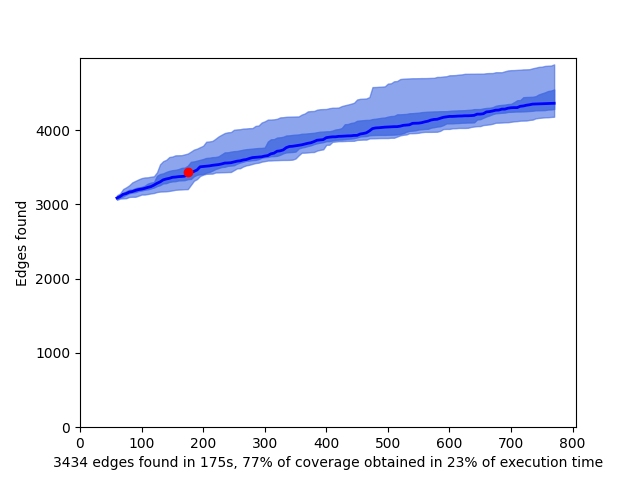 Edges found
4000
3000
2000
1000
0
0 100 200 300 400 500 600 700 800
3434 edges found in 175s, 77% of coverage obtained in 23% of execution time